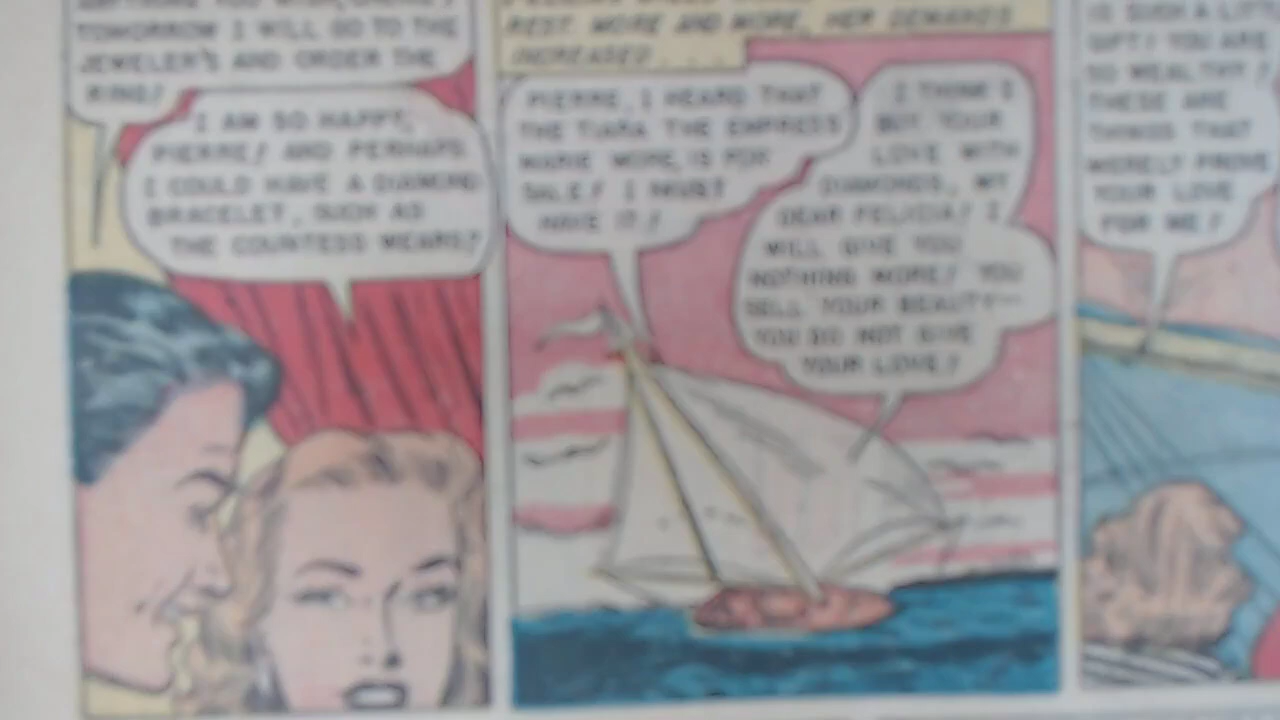 TOMORROW I WILL GO TO THE
JEWELER'S AND ORDER THE
RING!
I AM SO HAPPY,
PIERRE! AND PERHAPS
I COULD HAVE A DIAMOND
BRACELET, SUCH AS
THE COUNTESS WEARS!
REST. MORE AND MORE, HER DEMANDS
INCREASED . . . .
PIERRE, I HEARD THAT
THE TIARA THE EMPRESS
MARIE WORE, IS FOR
SALE! I MUST
HAVE IT!
I THINK I
BUY YOUR
LOVE WITH
DIAMONDS, MY
DEAR FELICIA! I
WILL GIVE YOU
NOTHING MORE! YOU
SELL YOUR BEAUTY—
YOU DO NOT GIVE
YOUR LOVE!
IS SUCH A
GIFT! YOU ARE
SO WEALTHY!
THESE ARE
THINGS THAT
MERELY PROVE
YOUR LOVE
FOR ME!